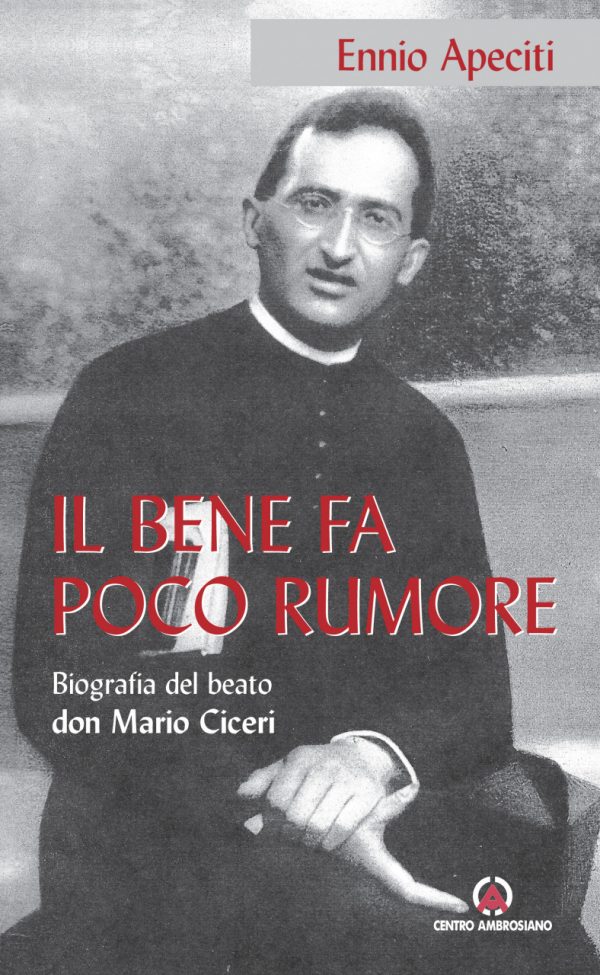 Ennio Apeciti
IL BENE FA
POCO RUMORE
Biografia del beato
don Mario Ciceri
CENTRO AMBROSIANO